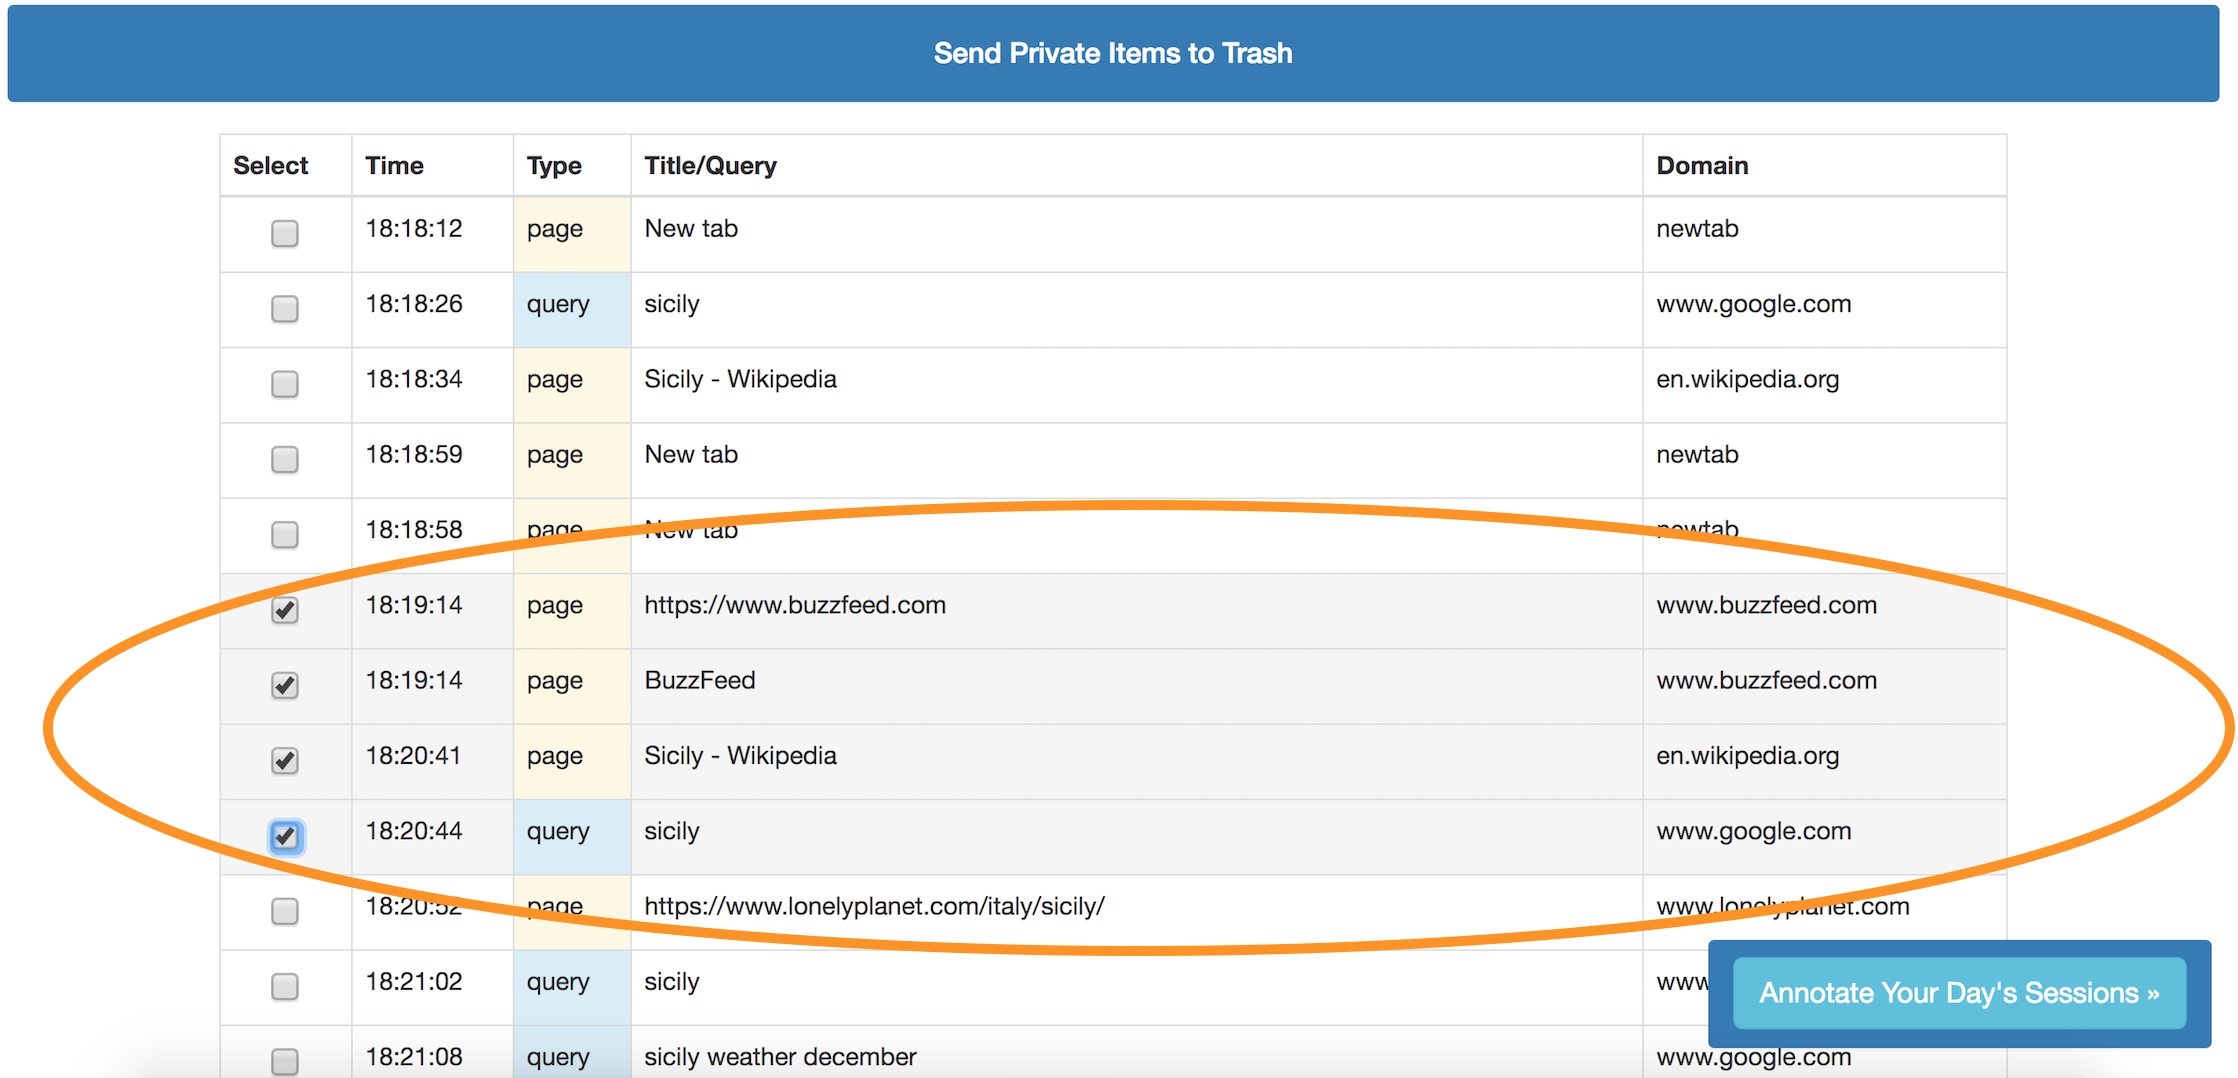 Send Private Items to Trash
Select Time Type Title/Query Domain
18:18:12 page New tab newtab
18:18:26 query sicily www.google.com
18:18:34 page Sicily - Wikipedia en.wikipedia.org
18:18:59 page New tab newtab
18:18:58 page New tab newtab
18:19:14 page https://www.buzzfeed.com www.buzzfeed.com
18:19:14 page BuzzFeed www.buzzfeed.com
18:20:41 page Sicily - Wikipedia en.wikipedia.org
18:20:44 query sicily www.google.com
18:20:52 page https://www.lonelyplanet.com/italy/sicily/ www.lonelyplanet.com
18:21:02 query sicily www
Annotate Your Day's Sessions »
18:21:08 query sicily weather december www.google.com